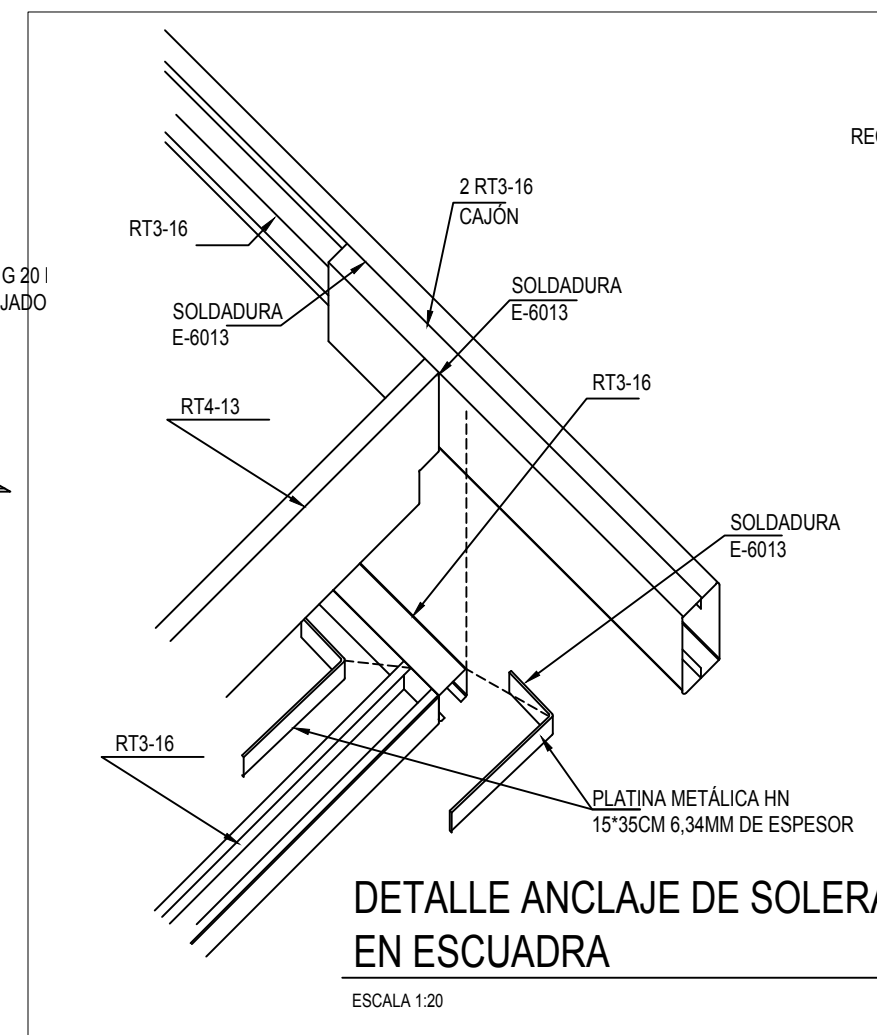 REC
2 RT3-16
CAJÓN
RT3-16
G 20
JADO
SOLDADURA
E-6013
SOLDADURA
E-6013
RT3-16
RT4-13
SOLDADURA
E-6013
RT3-16
PLATINA METÁLICA HN
15*35CM 6,34MM DE ESPESOR
DETALLE ANCLAJE DE SOLERA
EN ESCUADRA
ESCALA 1:20